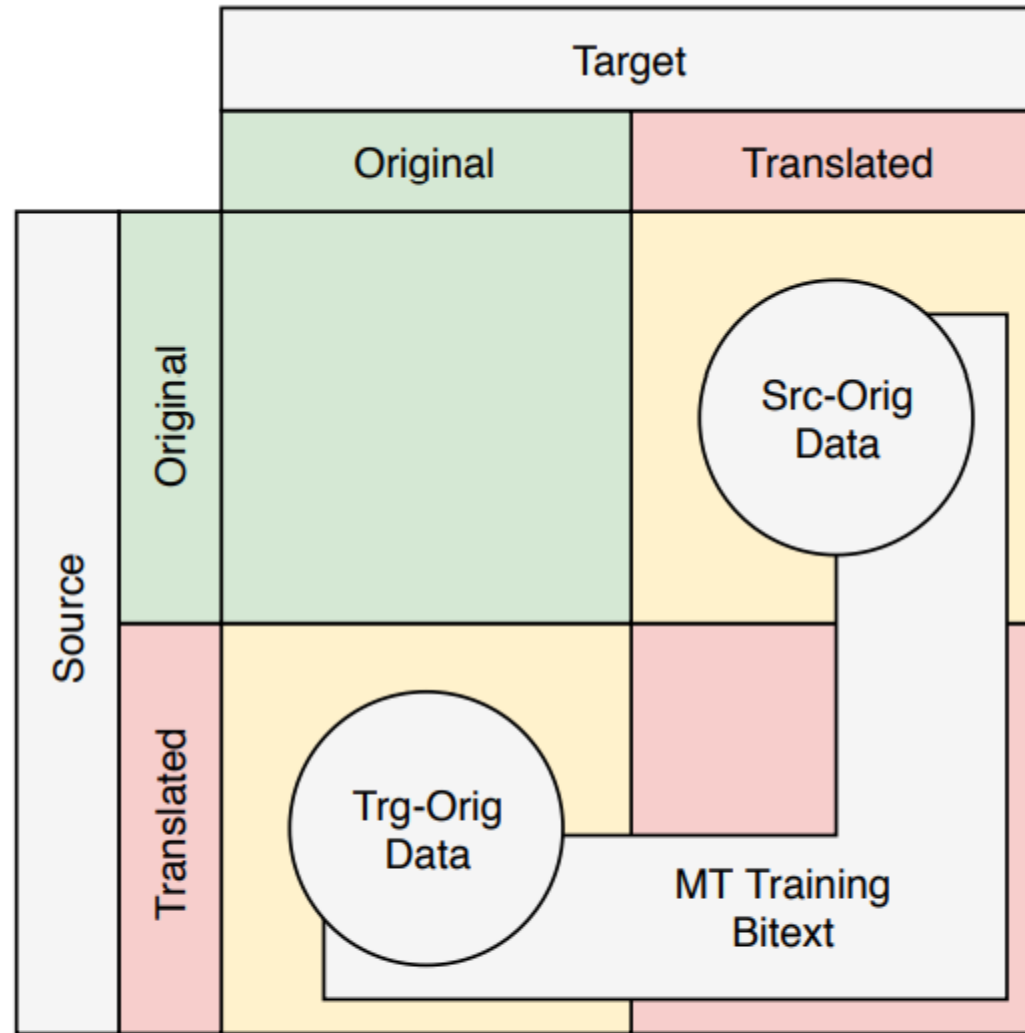 Target
Original
Translated
Source
Original
Src-Orig
Data
Translated
Trg-Orig
Data
MT Training
Bitext